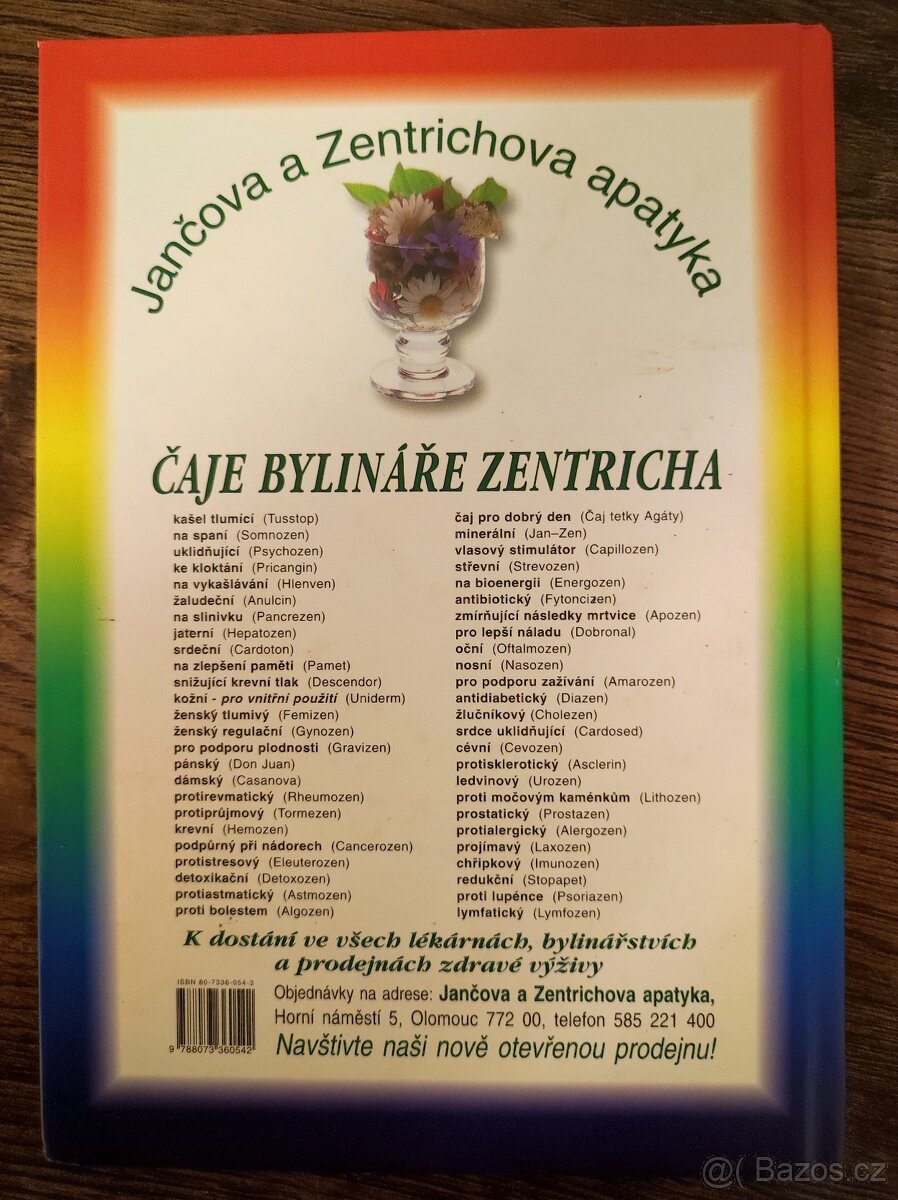 Jančova a Zentrichova apatyka
ČAJE BYLINÁŘE ZENTRICHA
kašel tlumící (Tusstop)
na spaní (Somnozen)
uklidňující (Psychozen)
ke kloktání (Pricangin)
na vykašlávání (Hlenven)
žaludeční (Anulcin)
na slinivku (Pancrezen)
jaterní (Hepatozen)
srdeční (Cardoton)
na zlepšení paměti (Pamet)
snižující krevní tlak (Descendor)
kožní - pro vnitřní použití (Uniderm)
ženský tlumivý (Femizen)
ženský regulační (Gynozen)
pro podporu plodnosti (Gravizen)
pánský (Don Juan)
dámský (Casanova)
protirevmatický (Rheumozen)
protiprůjmový (Tormezen)
krevní (Hemozen)
podpůrný při nádorech (Cancerozen)
protistresový (Eleuterozen)
detoxikační (Detoxozen)
protiastmatický (Astmozen)
proti bolestem (Algozen)
čaj pro dobrý den (Čaj tetky Agáty)
minerální (Jan–Zen)
vlasový stimulátor (Capillozen)
střevní (Strevozen)
na bioenergii (Energozen)
antibiotický (Fytoncizen)
zmírňující následky mrtvice (Apozen)
pro lepší náladu (Dobronal)
oční (Oftalmozen)
nosní (Nasozen)
pro podporu zažívání (Amarozen)
antidiabetický (Diazen)
žlučníkový (Cholezen)
srdce uklidňující (Cardosed)
cévní (Cevozen)
protisklerotický (Asclerin)
ledvinový (Urozen)
proti močovým kaménkům (Lithozen)
prostatický (Prostazen)
protialergický (Alergozen)
projímavý (Laxozen)
chřipkový (Imunozen)
redukční (Stopapet)
proti lupénce (Psoriazen)
lymfatický (Lymfozen)
K dostání ve všech lékárnách, bylinářstvích
a prodejnách zdravé výživy
ISBN 80-7336-054-3
9 788073 360542
Objednávky na adrese: Jančova a Zentrichova apatyka,
Horní náměstí 5, Olomouc 772 00, telefon 585 221 400
Navštivte naši nově otevřenou prodejnu!
@( Bazos.cz